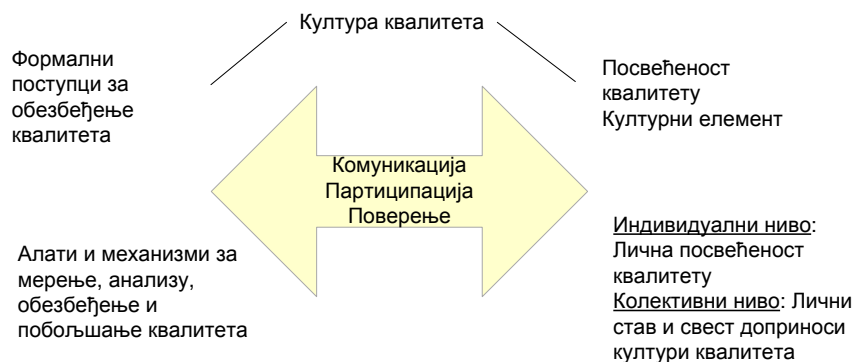 Култура квалитета
Формални
поступци за
обезбеђење
квалитета
Посвећеност
квалитету
Културни елемент
Комуникација
Партиципација
Поверење
Алати и механизми за
мерење, анализу,
обезбеђење и
побољшање квалитета
Индивидуални ниво:
Лична посвећеност
квалитету
Колективни ниво: Лични
став и свест доприноси
култури квалитета